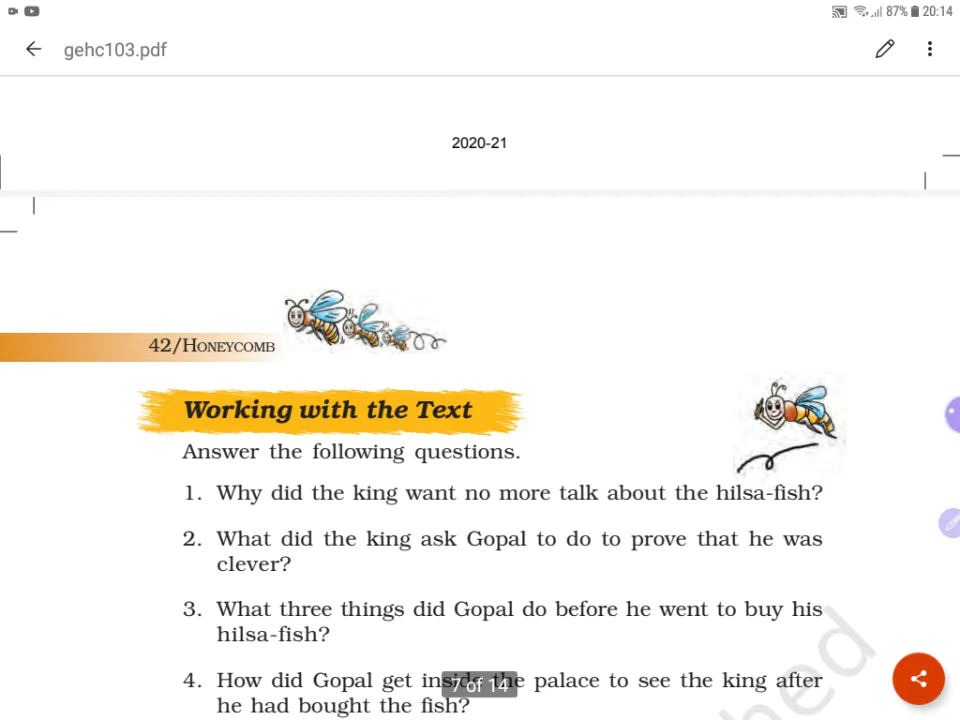 87% 20:14
gehc103.pdf
2020-21
42/HONEYCOMB
Working with the Text
Answer the following questions.
1. Why did the king want no more talk about the hilsa-fish?
2. What did the king ask Gopal to do to prove that he was
clever?
3. What three things did Gopal do before he went to buy his
hilsa-fish?
4. How did Gopal get inside the palace to see the king after
he had bought the fish?
7 of 14
hed